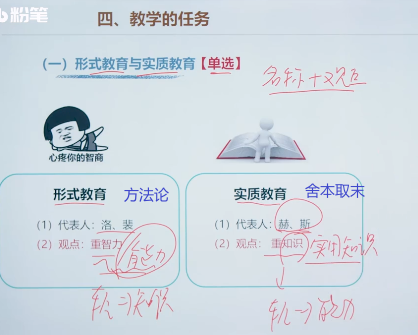 粉笔
四、教学的任务
（一）形式教育与实质教育【单选】
名称+观点
心疼你的智商
形式教育 方法论
（1）代表人：洛、裴
（2）观点：重智力
能力
轻⇒知识
实质教育 舍本取末
（1）代表人：赫、斯
（2）观点：重知识 实用知识
轻⇒能力